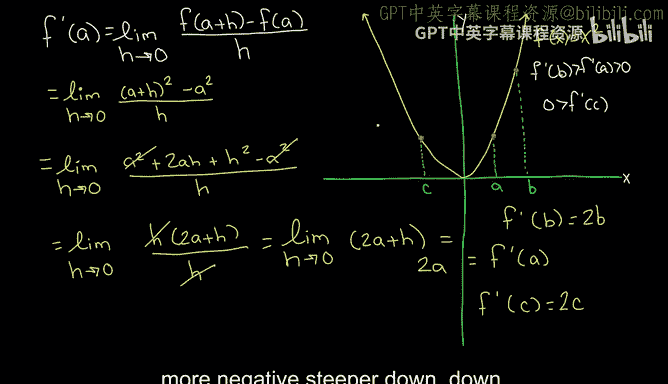 GPT中英字幕课程资源@bilibili.com
GPT中英字幕课程资源 bilibili
f'(a) = lim h→0 f(a+h)-f(a) / h
= lim h→0 (a+h)² - a² / h
= lim h→0 a² + 2ah + h² - a² / h
= lim h→0 h(2a+h) / h = lim h→0 (2a+h) = 2a = f'(a)
y
f'(b)>f'(a)>0
0>f'(c)
c a b x
f'(b) = 2b
f'(c) = 2c
more negative steeper down, down